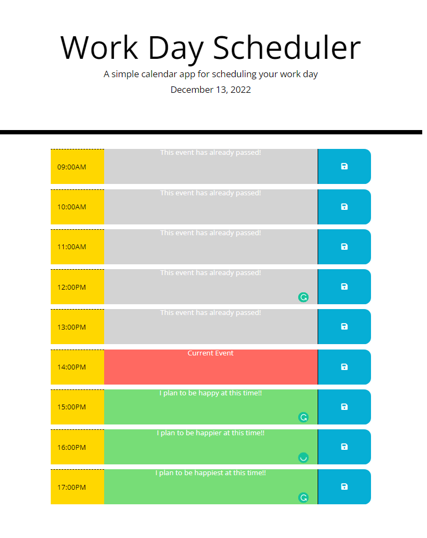 Work Day Scheduler
A simple calendar app for scheduling your work day
December 13, 2022
09:00AM This event has already passed!
10:00AM This event has already passed!
11:00AM This event has already passed!
12:00PM This event has already passed!
13:00PM This event has already passed!
14:00PM Current Event
15:00PM I plan to be happy at this time!!
16:00PM I plan to be happier at this time!!
17:00PM I plan to be happiest at this time!!